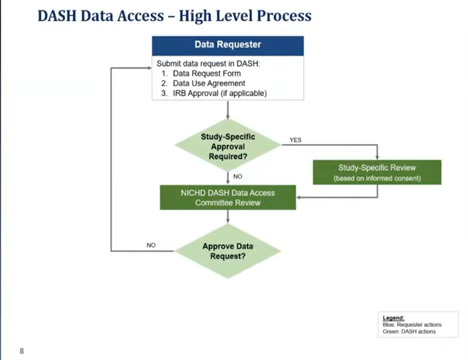 DASH Data Access – High Level Process
Data Requester
Submit data request in DASH:
1. Data Request Form
2. Data Use Agreement
3. IRB Approval (if applicable)
Study-Specific
Approval
Required?
YES
Study-Specific Review
(based on informed consent)
NO
NICHD DASH Data Access
Committee Review
NO
Approve Data
Request?
Legend:
Blue: Requester actions
Green: DASH actions
8